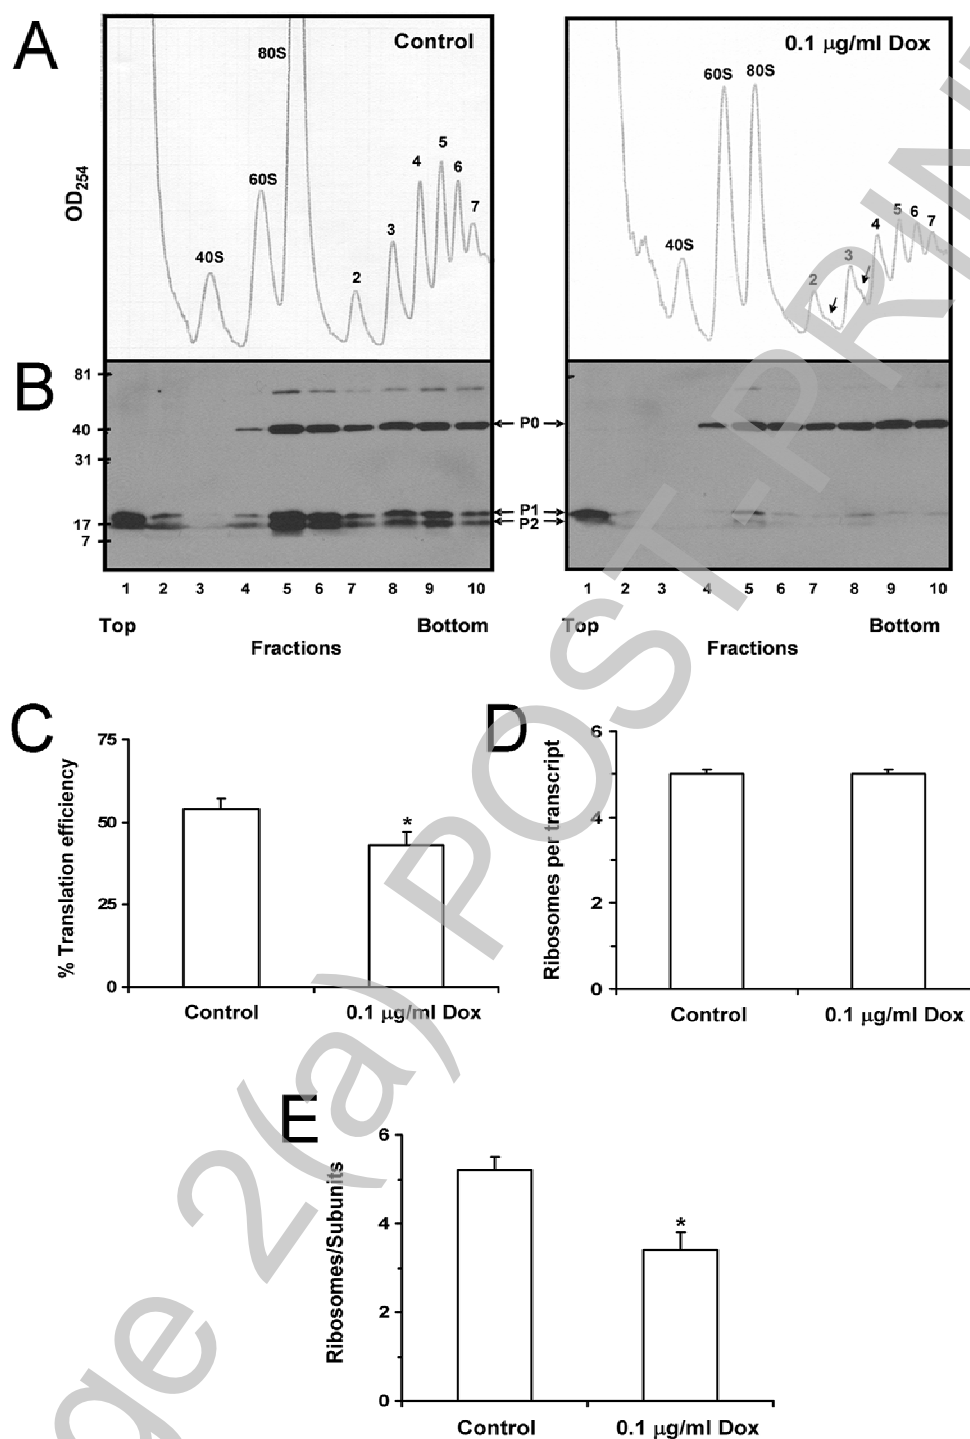 A
Control
80S
60S
40S
2
3
4
5
6
7
OD254
0.1 μg/ml Dox
60S
80S
40S
2
3
4
5
6
7
B
81
40
31
17
7
P0
P1
P2
1 2 3 4 5 6 7 8 9 10
Top Bottom
Fractions
1 2 3 4 5 6 7 8 9 10
Top Bottom
Fractions
C
% Translation efficiency
75
50
25
0
*
Control 0.1 μg/ml Dox
D
Ribosomes per transcript
6
4
2
0
Control 0.1 μg/ml Dox
E
Ribosomes/Subunits
6
4
2
0
*
Control 0.1 μg/ml Dox
ge 2(a) POST-PRIN